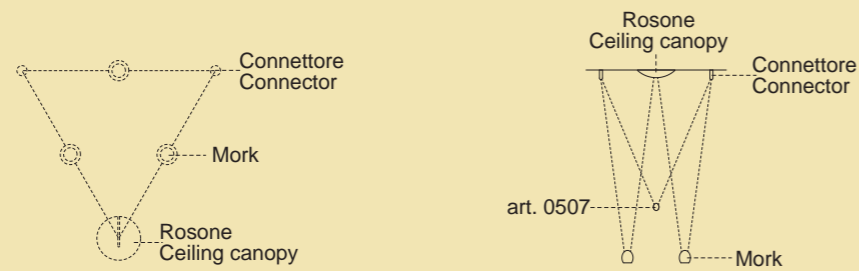 Connettore
Connector
Mork
Rosone
Ceiling canopy
Rosone
Ceiling canopy
Connettore
Connector
art. 0507
Mork